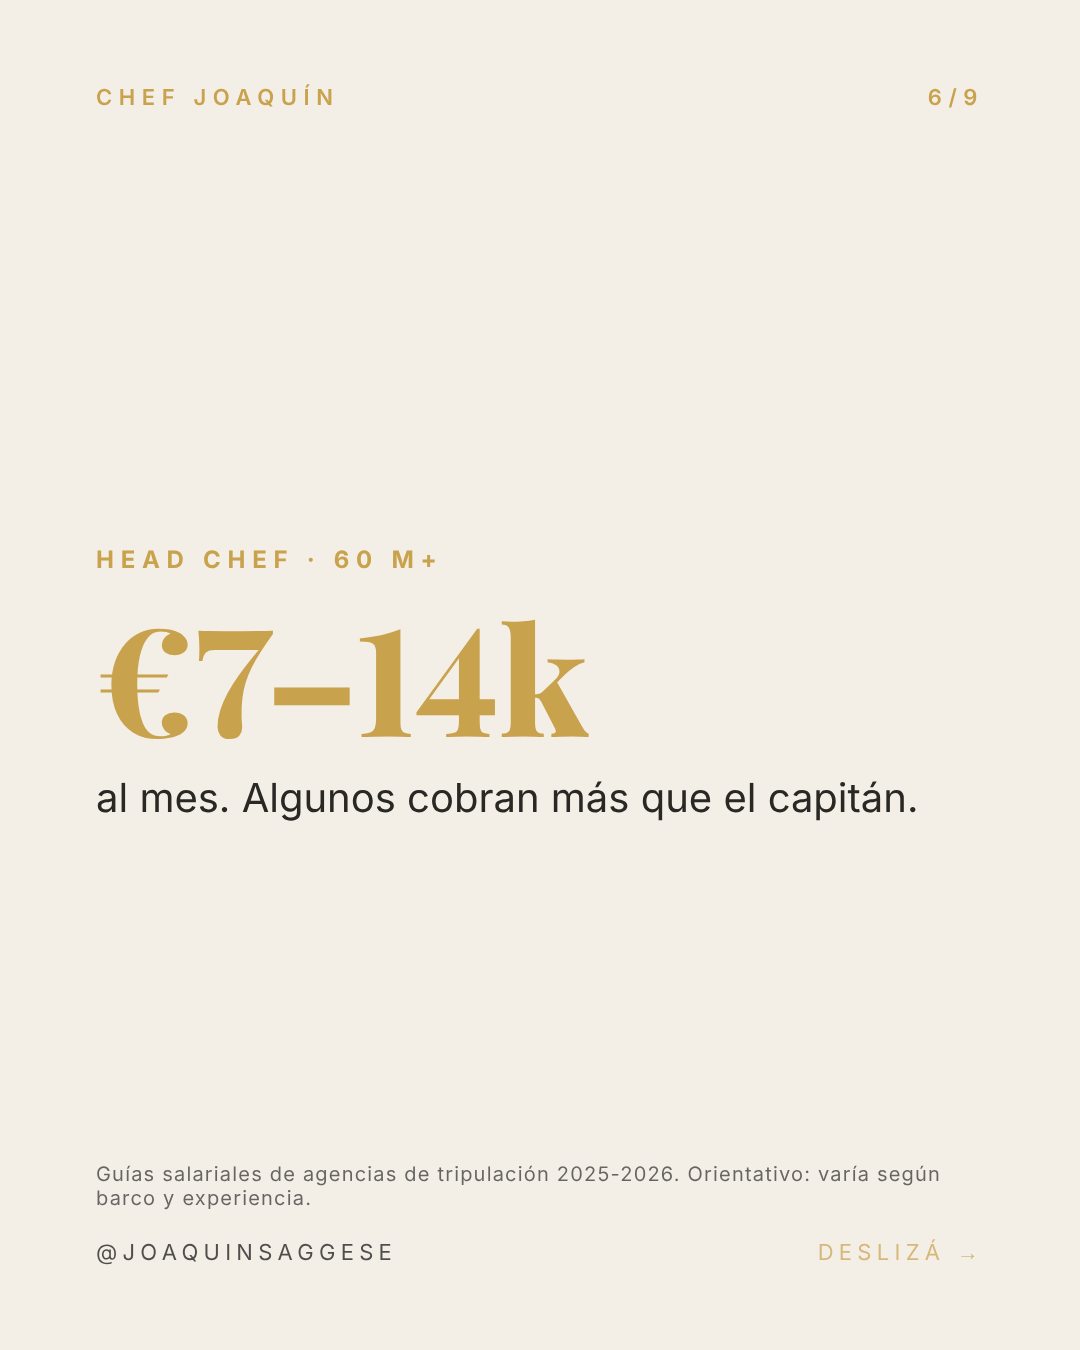 CHEF JOAQUÍN
6/9
HEAD CHEF · 60 M+
€7–14k
al mes. Algunos cobran más que el capitán.
Guías salariales de agencias de tripulación 2025-2026. Orientativo: varía según
barco y experiencia.
@JOAQUINSAGGESE
DESLIZÁ →